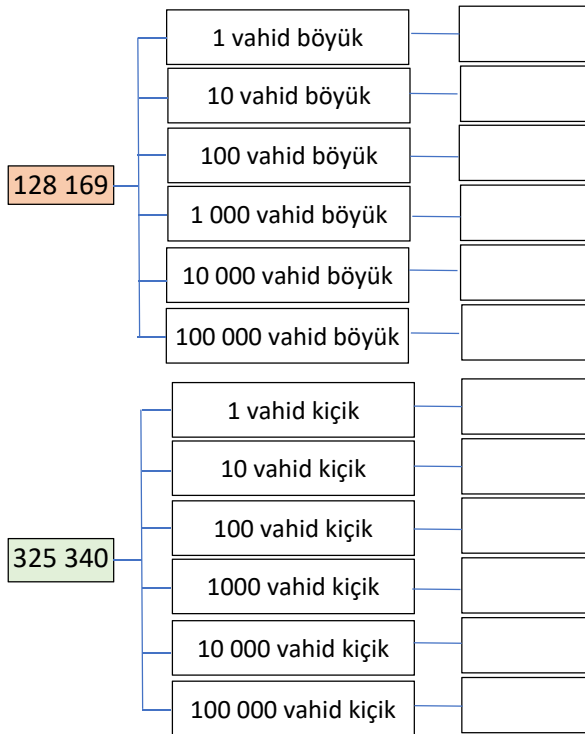 1 vahid böyük
10 vahid böyük
100 vahid böyük
128 169
1 000 vahid böyük
10 000 vahid böyük
100 000 vahid böyük
1 vahid kiçik
10 vahid kiçik
100 vahid kiçik
325 340
1000 vahid kiçik
10 000 vahid kiçik
100 000 vahid kiçik